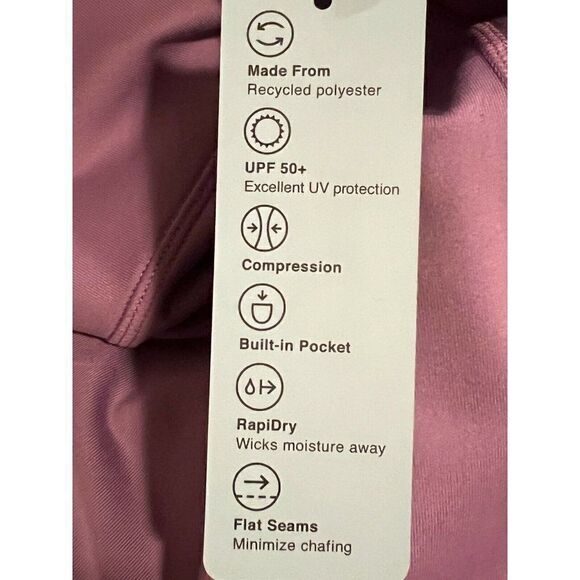 Made From
Recycled polyester
UPF 50+
Excellent UV protection
Compression
Built-in Pocket
RapiDry
Wicks moisture away
Flat Seams
Minimize chafing